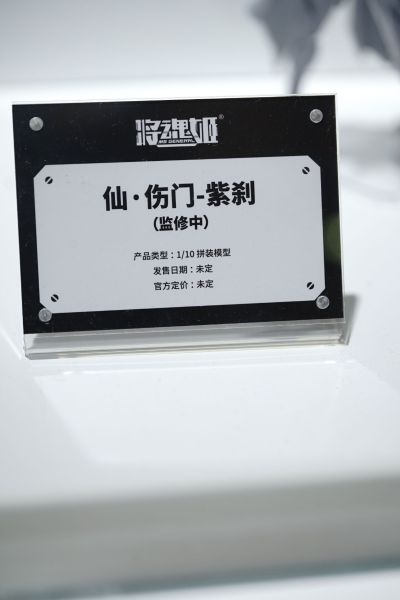 将魂姬®
MS GENERAL
仙·伤门-紫刹
(监修中)
产品类型：1/10 拼装模型
发售日期：未定
官方定价：未定